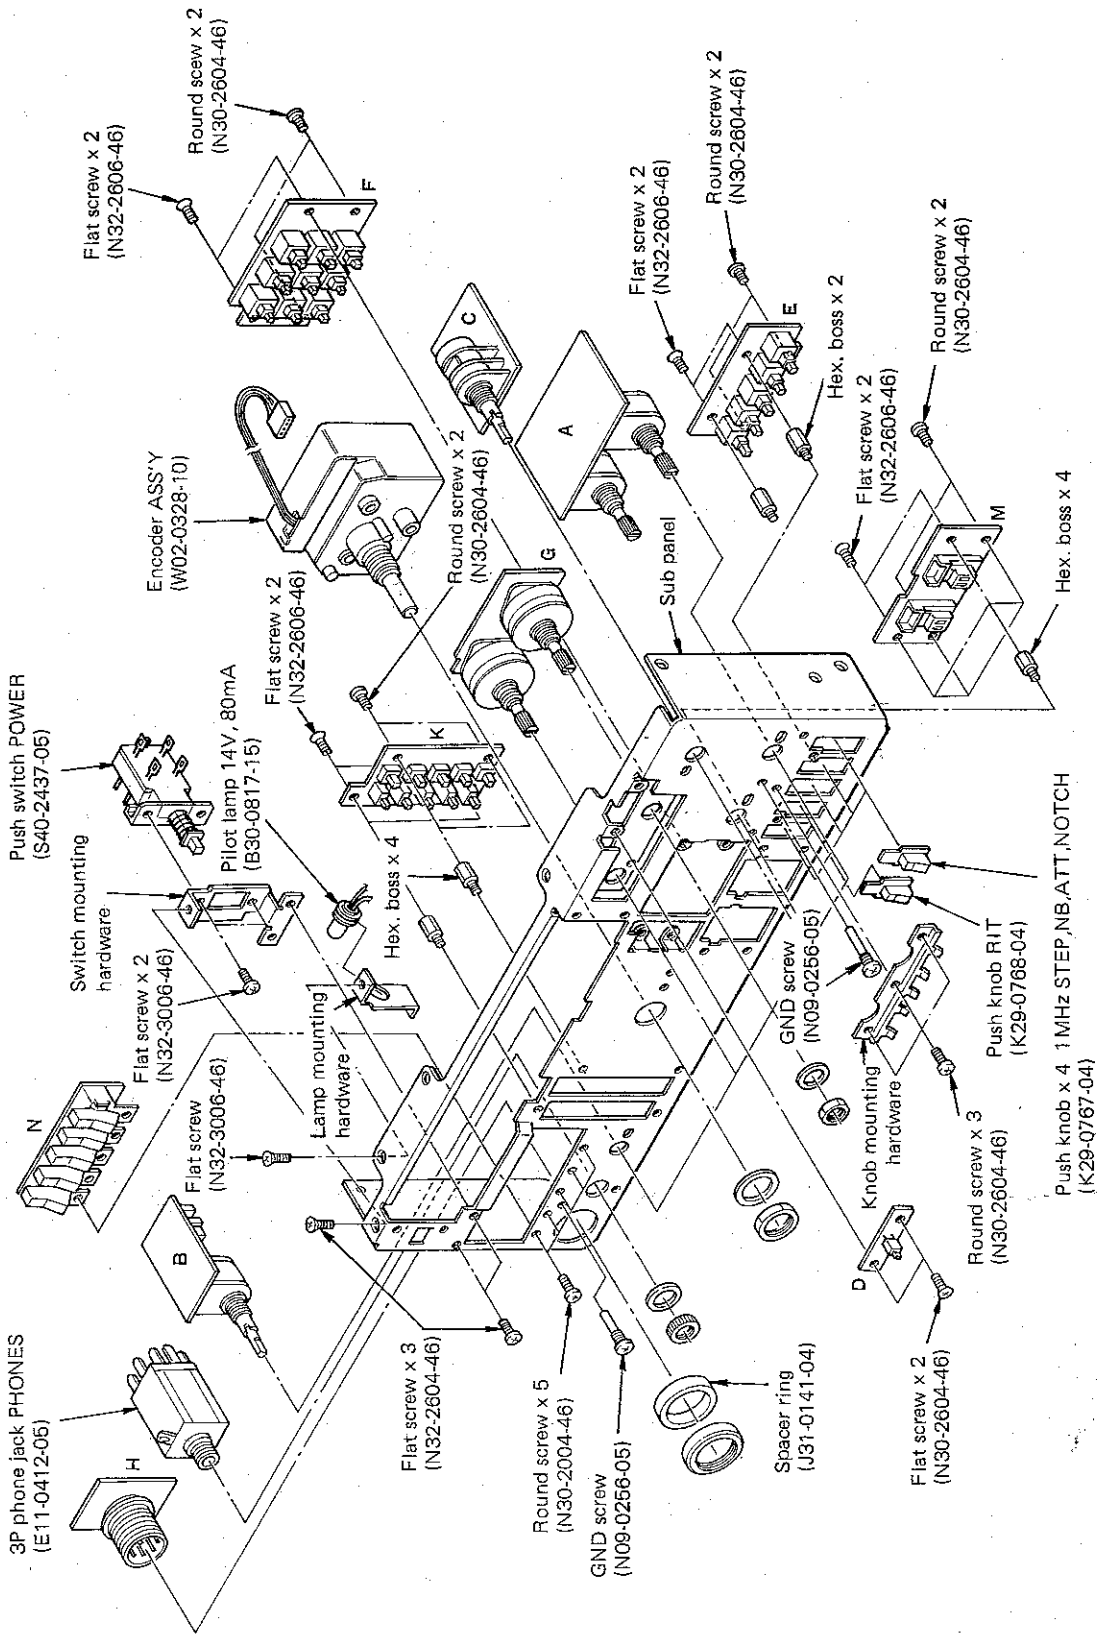 3P phone jack PHONES
(E11-0412-05)
H
B
N
Push switch POWER
(S40-2437-05)
Switch mounting
hardware
Flat screw x 2
(N32-3006-46)
Flat screw
(N32-3006-46)
Pilot lamp 14V, 80mA
(B30-0817-15)
Lamp mounting
hardware
Hex. boss x 4
Encoder ASS'Y
(W02-0328-10)
Flat screw x 2
(N32-2606-46)
Round screw x 2
(N30-2604-46)
K
G
Flat screw x 2
(N32-2606-46)
Round scew x 2
(N30-2604-46)
F
C
A
Sub panel
Flat screw x 2
(N32-2606-46)
Round screw x 2
(N30-2604-46)
E
Hex. boss x 2
Flat screw x 2
(N32-2606-46)
Round screw x 2
(N30-2604-46)
M
Hex. boss x 4
Flat screw x 3
(N32-2604-46)
Round screw x 5
(N30-2004-46)
GND screw
(N09-0256-05)
Spacer ring
(J31-0141-04)
D
Flat screw x 2
(N30-2604-46)
GND screw
(N09-0256-05)
Knob mounting
hardware
Round screw x 3
(N30-2604-46)
Push knob RIT
(K29-0768-04)
Push knob x 4 1 MHz STEP,NB,ATT,NOTCH
(K29-0767-04)